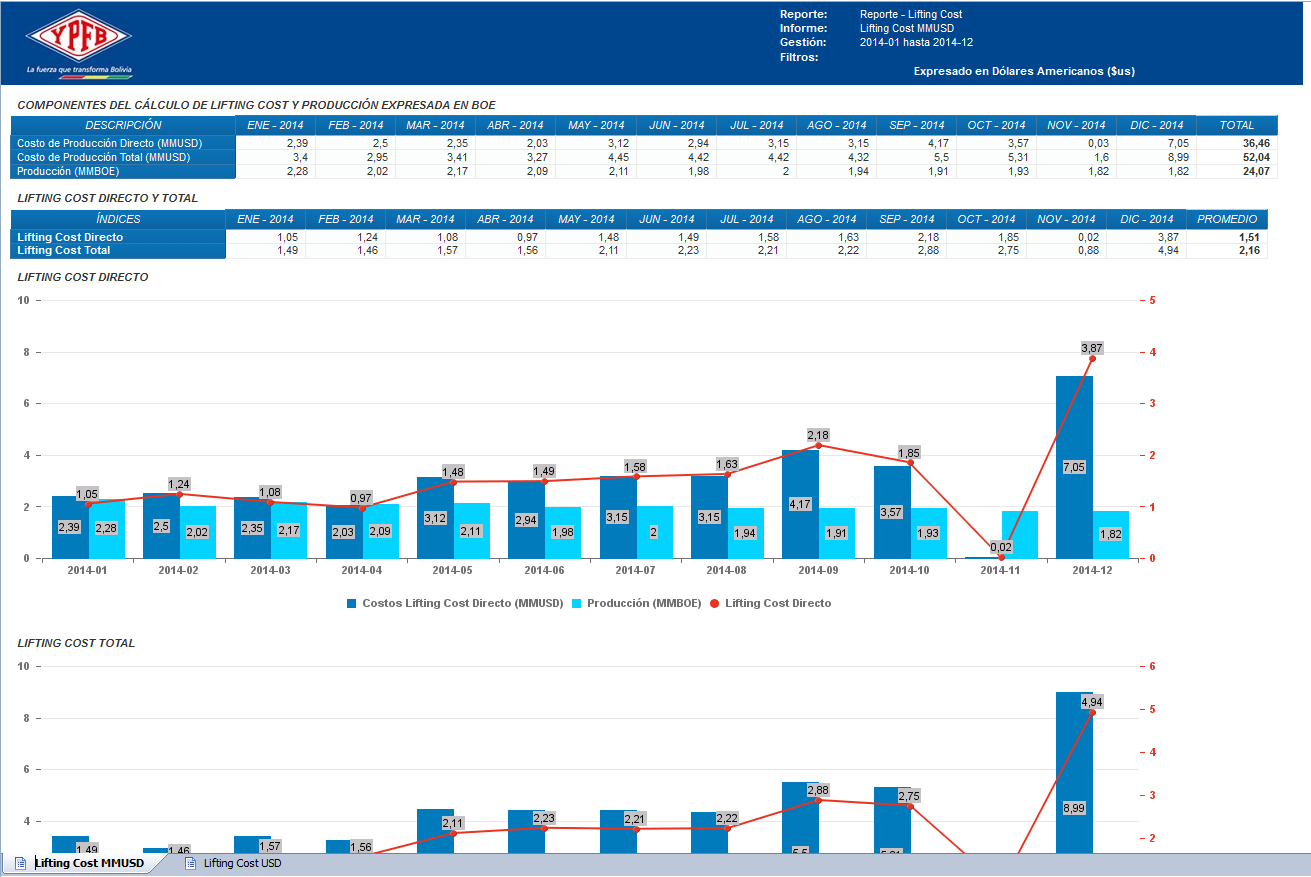 YPFB
La fuerza que transforma Bolivia
Reporte: Reporte - Lifting Cost
Informe: Lifting Cost MMUSD
Gestión: 2014-01 hasta 2014-12
Filtros:
Expresado en Dólares Americanos ($us)
COMPONENTES DEL CÁLCULO DE LIFTING COST Y PRODUCCIÓN EXPRESADA EN BOE
DESCRIPCIÓN ENE - 2014 FEB - 2014 MAR - 2014 ABR - 2014 MAY - 2014 JUN - 2014 JUL - 2014 AGO - 2014 SEP - 2014 OCT - 2014 NOV - 2014 DIC - 2014 TOTAL
Costo de Producción Directo (MMUSD) 2,39 2,5 2,35 2,03 3,12 2,94 3,15 3,15 4,17 3,57 0,03 7,05 36,46
Costo de Producción Total (MMUSD) 3,4 2,95 3,41 3,27 4,45 4,42 4,42 4,32 5,5 5,31 1,6 8,99 52,04
Producción (MMBOE) 2,28 2,02 2,17 2,09 2,11 1,98 2 1,94 1,91 1,93 1,82 1,82 24,07
LIFTING COST DIRECTO Y TOTAL
ÍNDICES ENE - 2014 FEB - 2014 MAR - 2014 ABR - 2014 MAY - 2014 JUN - 2014 JUL - 2014 AGO - 2014 SEP - 2014 OCT - 2014 NOV - 2014 DIC - 2014 PROMEDIO
Lifting Cost Directo 1,05 1,24 1,08 0,97 1,48 1,49 1,58 1,63 2,18 1,85 0,02 3,87 1,51
Lifting Cost Total 1,49 1,46 1,57 1,56 2,11 2,23 2,21 2,22 2,88 2,75 0,88 4,94 2,16
LIFTING COST DIRECTO
10 5
3,87
8 4
6 3
2,18
4 1,48 1,49 1,58 1,63 1,85 2
7,05
1,05 1,24 1,08 0,97
2 1
4,17 3,57
2,39 2,28 2,5 2,02 2,35 2,17 2,03 2,09 3,12 2,11 2,94 1,98 3,15 2 3,15 1,94 1,91 1,93 0,02 1,82
0 0
2014-01 2014-02 2014-03 2014-04 2014-05 2014-06 2014-07 2014-08 2014-09 2014-10 2014-11 2014-12
Costos Lifting Cost Directo (MMUSD) Producción (MMBOE) Lifting Cost Directo
LIFTING COST TOTAL
10 6
4,94
8 5
6 4
2,88 2,75 3
8,99
4 2,11 2,23 2,21 2,22
2
1,49 1,46 1,57 1,56 5,5 5,31
Lifting Cost MMUSD Lifting Cost USD